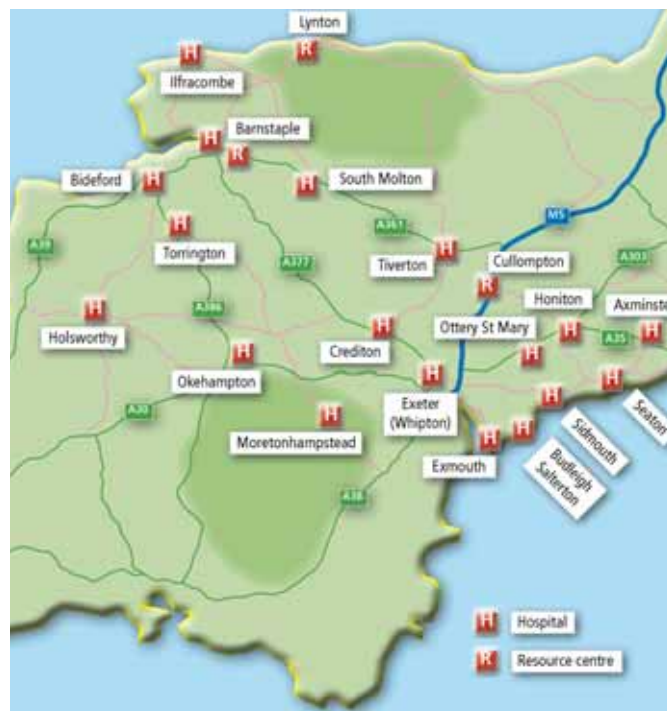 Lynton
H
R
Ilfracombe
Barnstaple
H
R
Bideford
H
H
South Molton
M5
A39
H
Torrington
A361
A377
H
Tiverton
Cullompton
R
A303
A386
Honiton
H
Holsworthy
H
Crediton
Ottery St Mary
H
A35
H
Axminste
H
Okehampton
H
H
Seaton
A30
H
Moretonhampstead
Exeter
(Whipton)
H
Sidmouth
H
H
Exmouth
Budleigh
Salterton
A38
H
Hospital
R
Resource centre